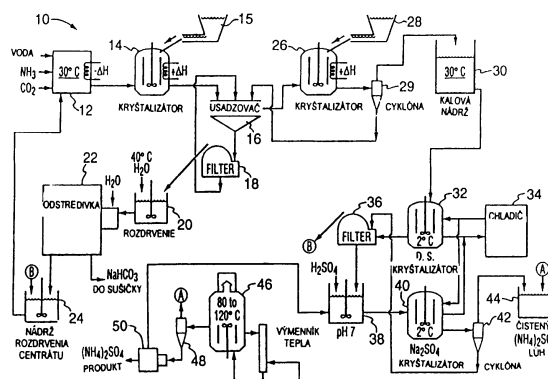 10
VODA
NH3
CO2
30°C
-ΔH
12
14
15
+ΔH
KRYŠTALIZÁTOR
USADZOVAČ
16
FILTER
18
26
28
+ΔH
KRYŠTALIZÁTOR
29
CYKLÓNA
30°C
30
KALOVÁ
NÁDRŽ
22
H2O
ODSTREDIVKA
40°C
H2O
20
ROZDRVENIE
NaHCO3
DO SUŠIČKY
B
24
NÁDRŽ
ROZDRVENIA
CENTRÁTU
36
FILTER
B
H2SO4
pH 7
38
32
2°C
D. S.
KRYŠTALIZÁTOR
34
CHLADIČ
40
2°C
Na2SO4
KRYŠTALIZÁTOR
42
CYKLÓNA
A
44
ČISTENÝ
(NH4)2SO4
LUH
46
80 to
120°C
VÝMENNÍK
TEPLA
A
48
50
(NH4)2SO4
PRODUKT